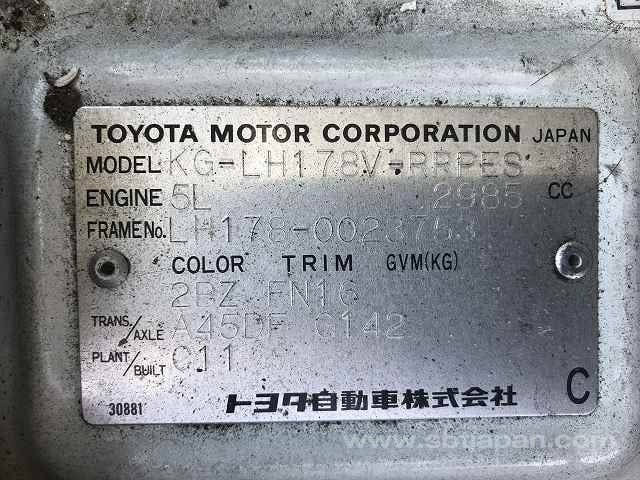 TOYOTA MOTOR CORPORATION JAPAN
MODEL KG-LH178V-RRPES
ENGINE 5L 2985 CC
FRAME No. LH178-0023753
COLOR TRIM GVM(KG)
2BZ FN16
TRANS./AXLE A45DF G142
PLANT/BUILT C11
30881 トヨタ自動車株式会社 C
www.sbtjapan.com